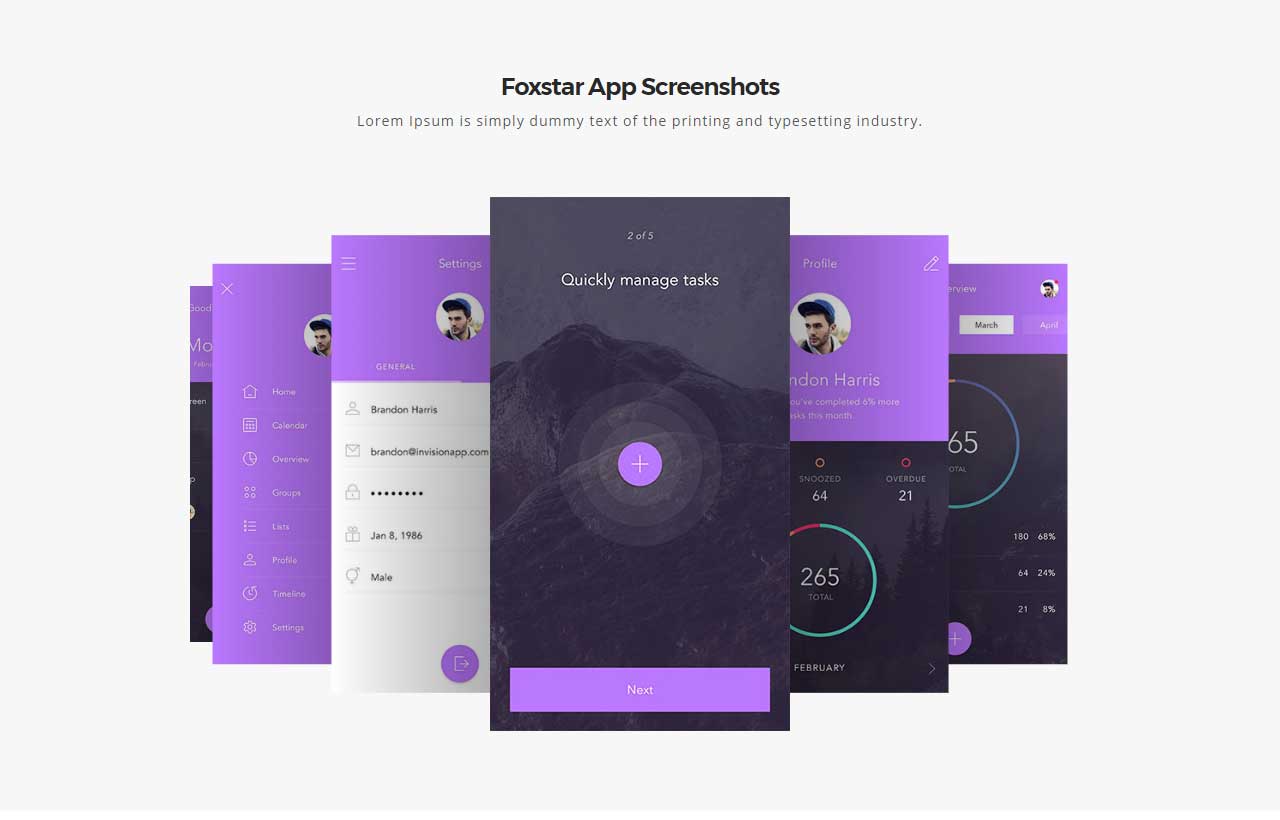 Foxstar App Screenshots
Lorem Ipsum is simply dummy text of the printing and typesetting industry.
Good
Mo
Febru
reen
Home
Calendar
Overview
Groups
Lists
Profile
Timeline
Settings
Settings
GENERAL
Brandon Harris
brandon@invisionapp.com
••••••••
Jan 8, 1986
Male
2 of 5
Quickly manage tasks
Next
Profile
ndon Harris
ou've completed 6% more
asks this month.
SNOOZED
64
OVERDUE
21
265
TOTAL
FEBRUARY
erview
March
April
65
OTAL
180 68%
64 24%
21 8%